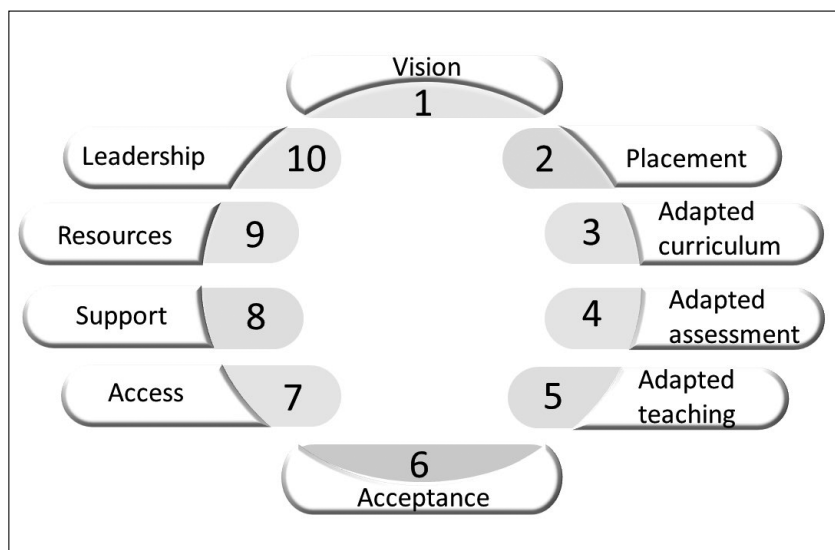 Vision
1
Leadership
10
2
Placement
Resources
9
3
Adapted
curriculum
Support
8
4
Adapted
assessment
Access
7
5
Adapted
teaching
6
Acceptance